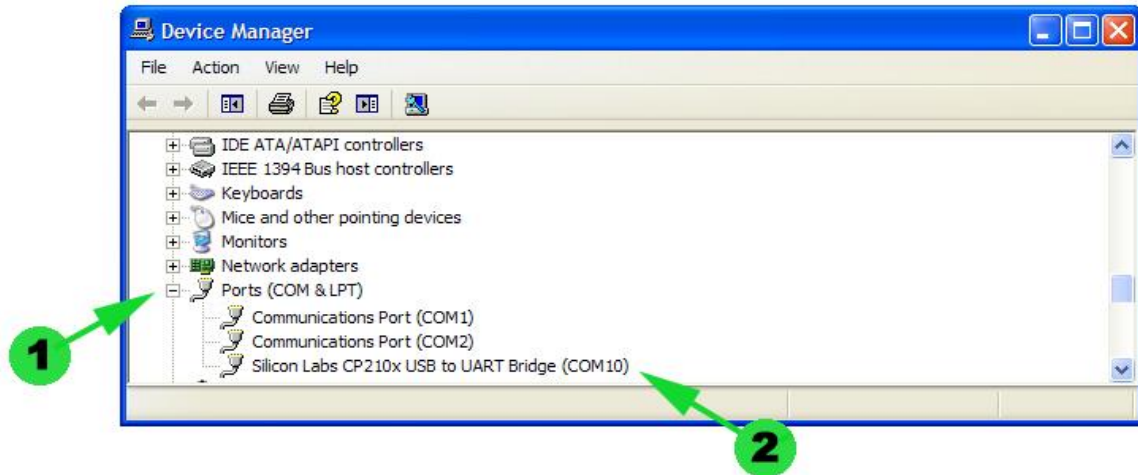 Device Manager
File Action View Help
IDE ATA/ATAPI controllers
IEEE 1394 Bus host controllers
Keyboards
Mice and other pointing devices
Monitors
Network adapters
Ports (COM & LPT)
Communications Port (COM1)
Communications Port (COM2)
Silicon Labs CP210x USB to UART Bridge (COM10)
1
2